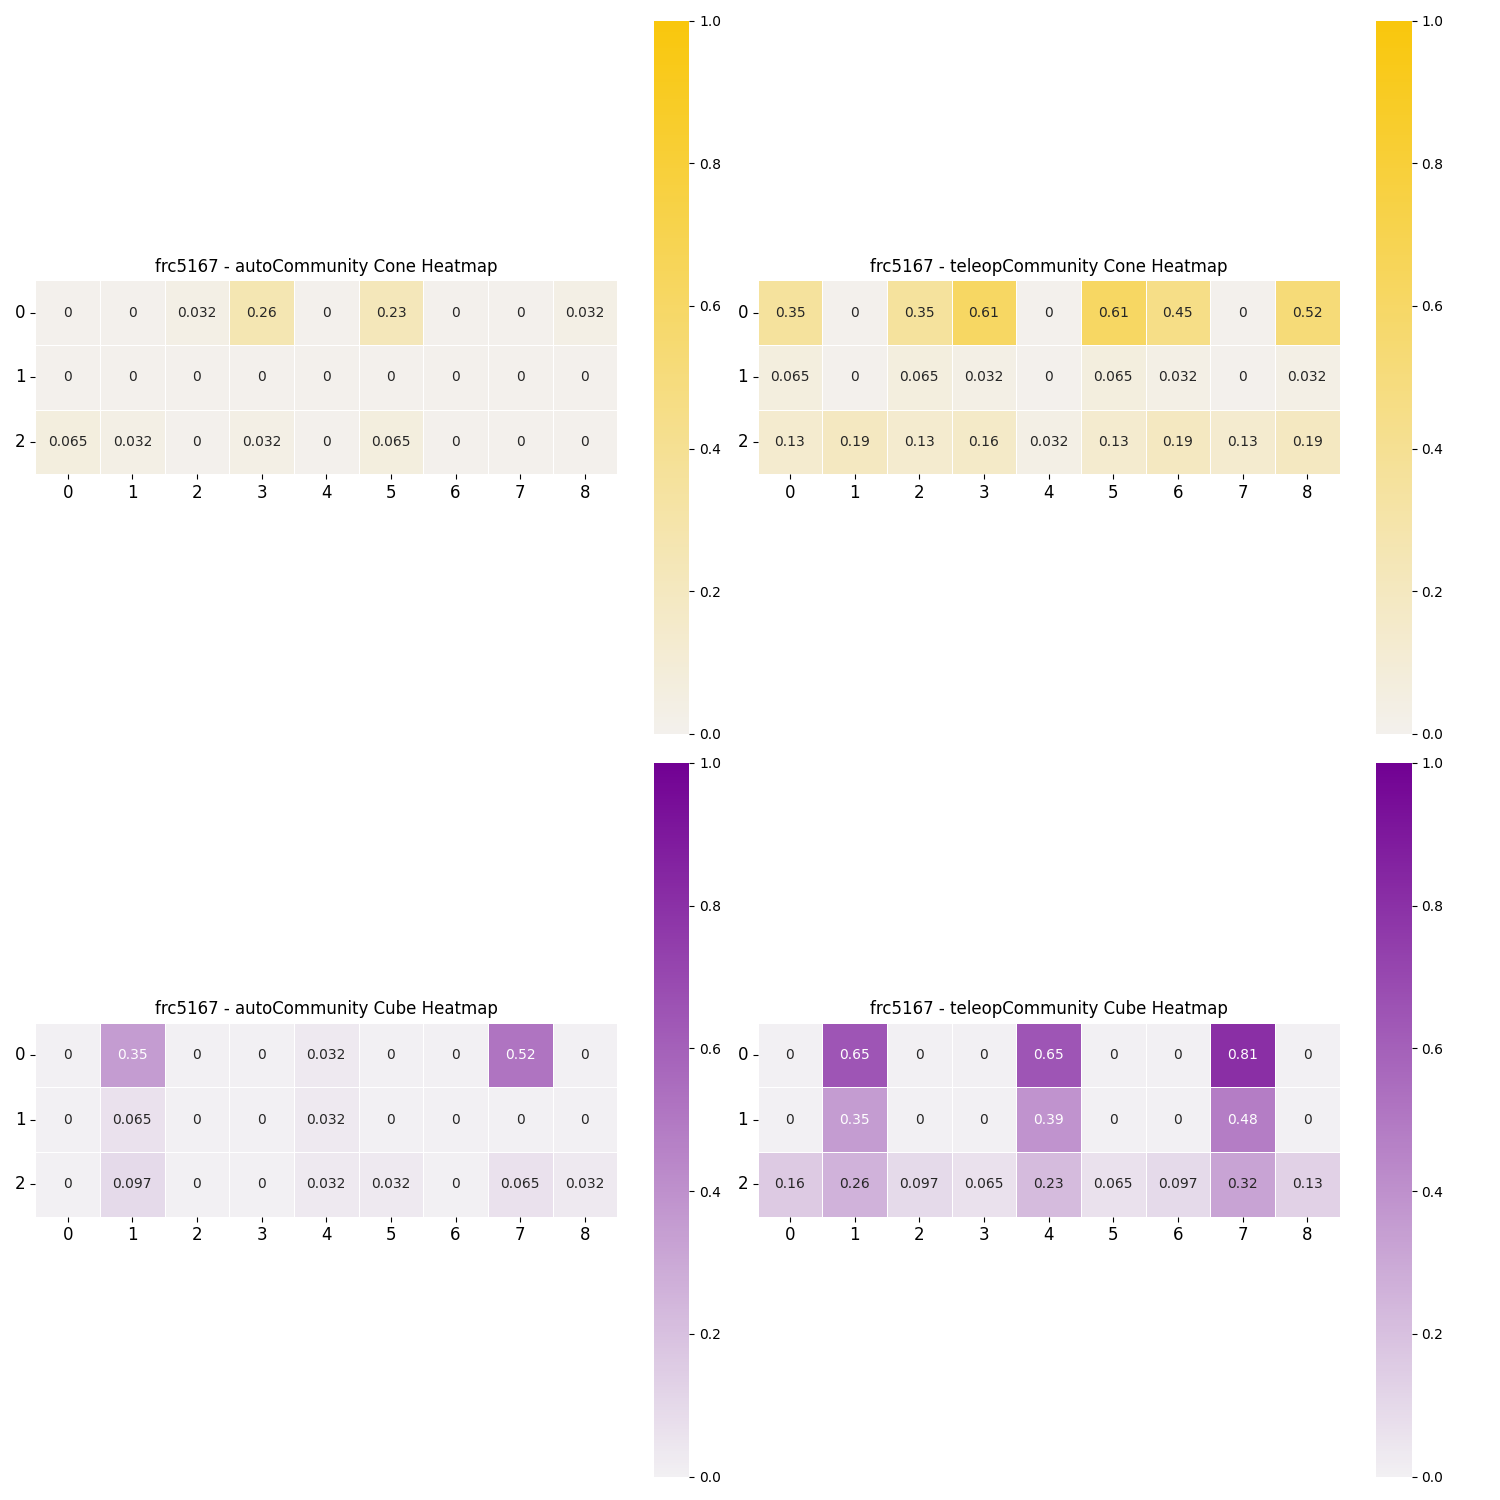 frc5167 - autoCommunity Cone Heatmap
0 0 0 0.032 0.26 0 0.23 0 0 0.032
1 0 0 0 0 0 0 0 0 0
2 0.065 0.032 0 0.032 0 0.065 0 0 0
0 1 2 3 4 5 6 7 8
1.0
0.8
0.6
0.4
0.2
0.0
frc5167 - teleopCommunity Cone Heatmap
0 0.35 0 0.35 0.61 0 0.61 0.45 0 0.52
1 0.065 0 0.065 0.032 0 0.065 0.032 0 0.032
2 0.13 0.19 0.13 0.16 0.032 0.13 0.19 0.13 0.19
0 1 2 3 4 5 6 7 8
1.0
0.8
0.6
0.4
0.2
0.0
frc5167 - autoCommunity Cube Heatmap
0 0 0.35 0 0 0.032 0 0 0.52 0
1 0 0.065 0 0 0.032 0 0 0 0
2 0 0.097 0 0 0.032 0.032 0 0.065 0.032
0 1 2 3 4 5 6 7 8
1.0
0.8
0.6
0.4
0.2
0.0
frc5167 - teleopCommunity Cube Heatmap
0 0 0.65 0 0 0.65 0 0 0.81 0
1 0 0.35 0 0 0.39 0 0 0.48 0
2 0.16 0.26 0.097 0.065 0.23 0.065 0.097 0.32 0.13
0 1 2 3 4 5 6 7 8
1.0
0.8
0.6
0.4
0.2
0.0